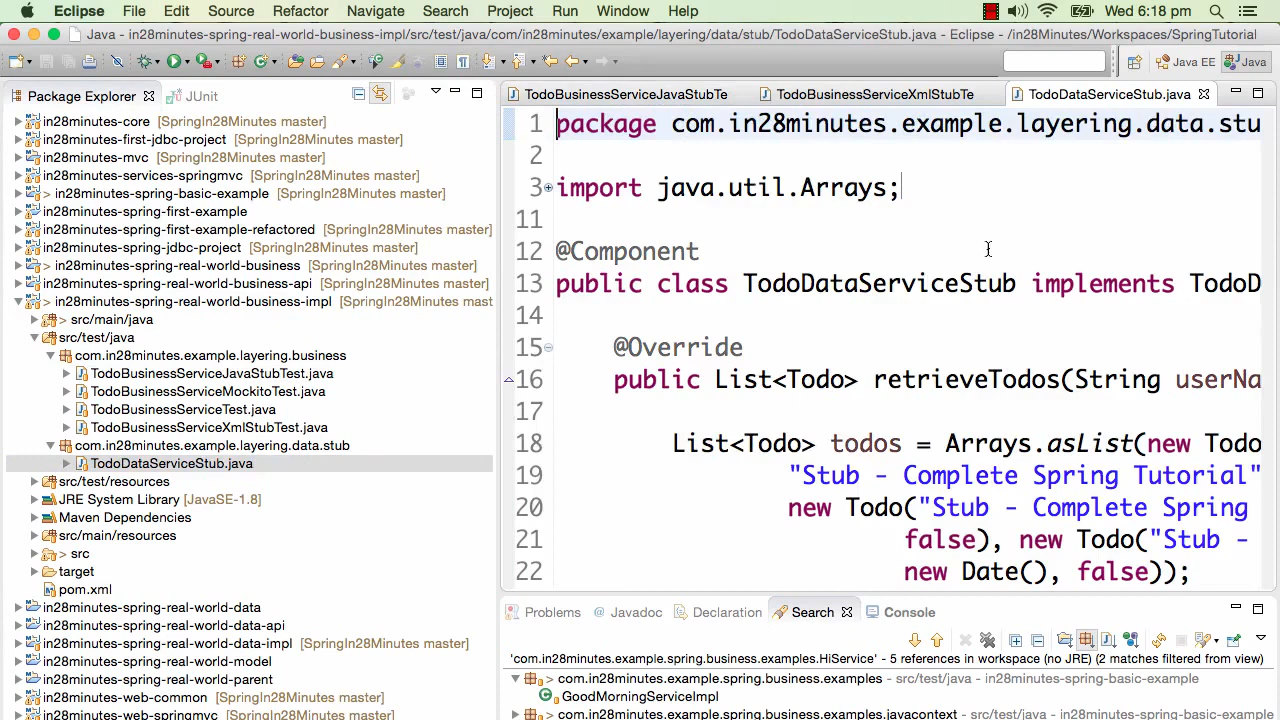 Eclipse File Edit Source Refactor Navigate Search Project Run Window Help Wed 6:18 pm
Java - in28minutes-spring-real-world-business-impl/src/test/java/com/in28minutes/example/layering/data/stub/TodoDataServiceStub.java - Eclipse - /in28Minutes/Workspaces/SpringTutorial
Java EE Java
Package Explorer JUnit
in28minutes-core [SpringIn28Minutes master]
in28minutes-first-jdbc-project [SpringIn28Minutes master]
in28minutes-mvc [SpringIn28Minutes master]
in28minutes-services-springmvc [SpringIn28Minutes master]
> in28minutes-spring-basic-example [SpringIn28Minutes master]
in28minutes-spring-first-example
in28minutes-spring-first-example-refactored [SpringIn28Minutes master]
in28minutes-spring-jdbc-project [SpringIn28Minutes master]
> in28minutes-spring-real-world-business [SpringIn28Minutes master]
in28minutes-spring-real-world-business-api [SpringIn28Minutes master]
> in28minutes-spring-real-world-business-impl [SpringIn28Minutes mast
> src/main/java
src/test/java
com.in28minutes.example.layering.business
TodoBusinessServiceJavaStubTest.java
TodoBusinessServiceMockitoTest.java
TodoBusinessServiceTest.java
TodoBusinessServiceXmlStubTest.java
com.in28minutes.example.layering.data.stub
TodoDataServiceStub.java
src/test/resources
JRE System Library [JavaSE-1.8]
Maven Dependencies
src/main/resources
> src
target
pom.xml
in28minutes-spring-real-world-data
in28minutes-spring-real-world-data-api
in28minutes-spring-real-world-data-impl [SpringIn28Minutes master]
in28minutes-spring-real-world-model
in28minutes-spring-real-world-parent
in28minutes-web-common [SpringIn28Minutes master]
in28minutes-web-springmvc [SpringIn28Minutes master]
TodoBusinessServiceJavaStubTe TodoBusinessServiceXmlStubTe TodoDataServiceStub.java
1 package com.in28minutes.example.layering.data.stu
2
3 import java.util.Arrays;
11
12 @Component
13 public class TodoDataServiceStub implements TodoD
14
15 @Override
16 public List<Todo> retrieveTodos(String userNa
17
18 List<Todo> todos = Arrays.asList(new Todo
19 "Stub - Complete Spring Tutorial"
20 new Todo("Stub - Complete Spring
21 false), new Todo("Stub -
22 new Date(), false));
Problems @ Javadoc Declaration Search Console
'com.in28minutes.example.spring.business.examples.HiService' - 5 references in workspace (no JRE) (2 matches filtered from view)
> com.in28minutes.example.spring.business.examples - src/test/java - in28minutes-spring-basic-example
GoodMorningServiceImpl
> com.in28minutes.example.spring.business.examples.javacontext - src/test/java - in28minutes-spring-basic-example